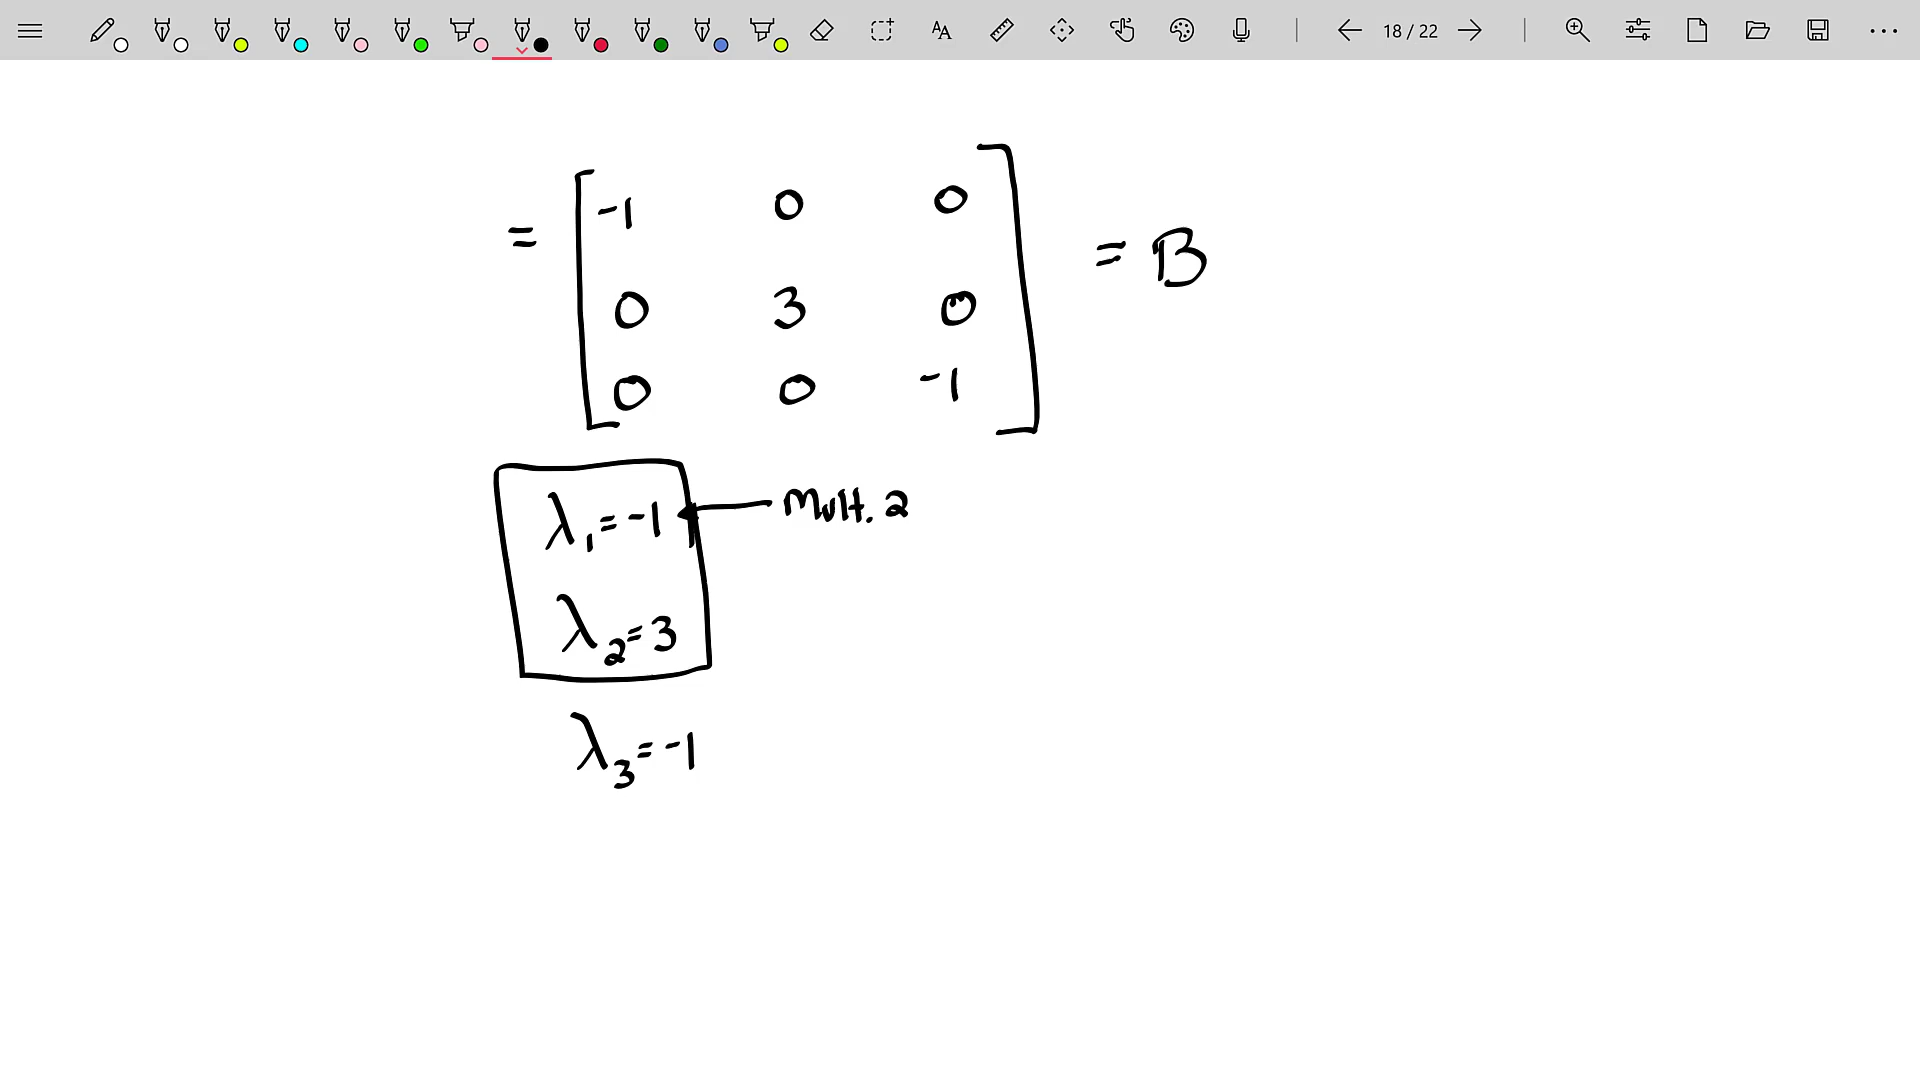 18 / 22
-1 0 0
= 0 3 0 = B
0 0 -1
λ₁ = -1 Mult. 2
λ₂ = 3
λ₃ = -1